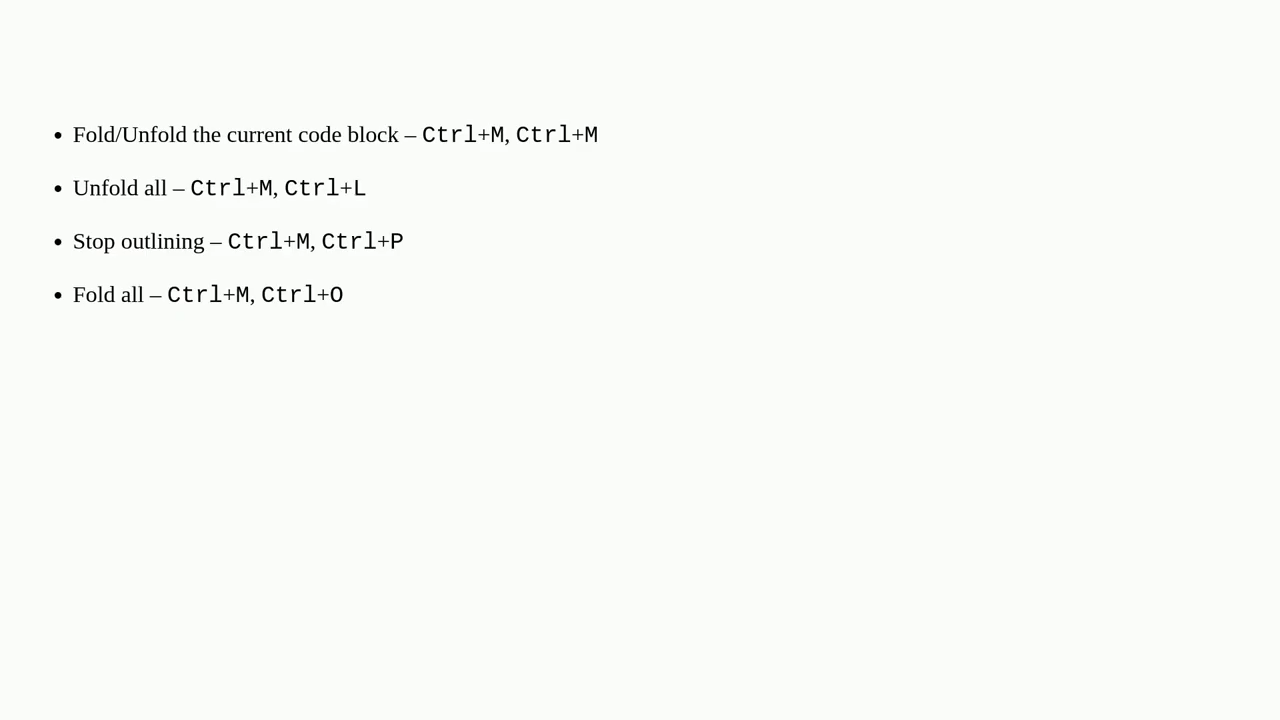 • Fold/Unfold the current code block – Ctrl+M, Ctrl+M
• Unfold all – Ctrl+M, Ctrl+L
• Stop outlining – Ctrl+M, Ctrl+P
• Fold all – Ctrl+M, Ctrl+O